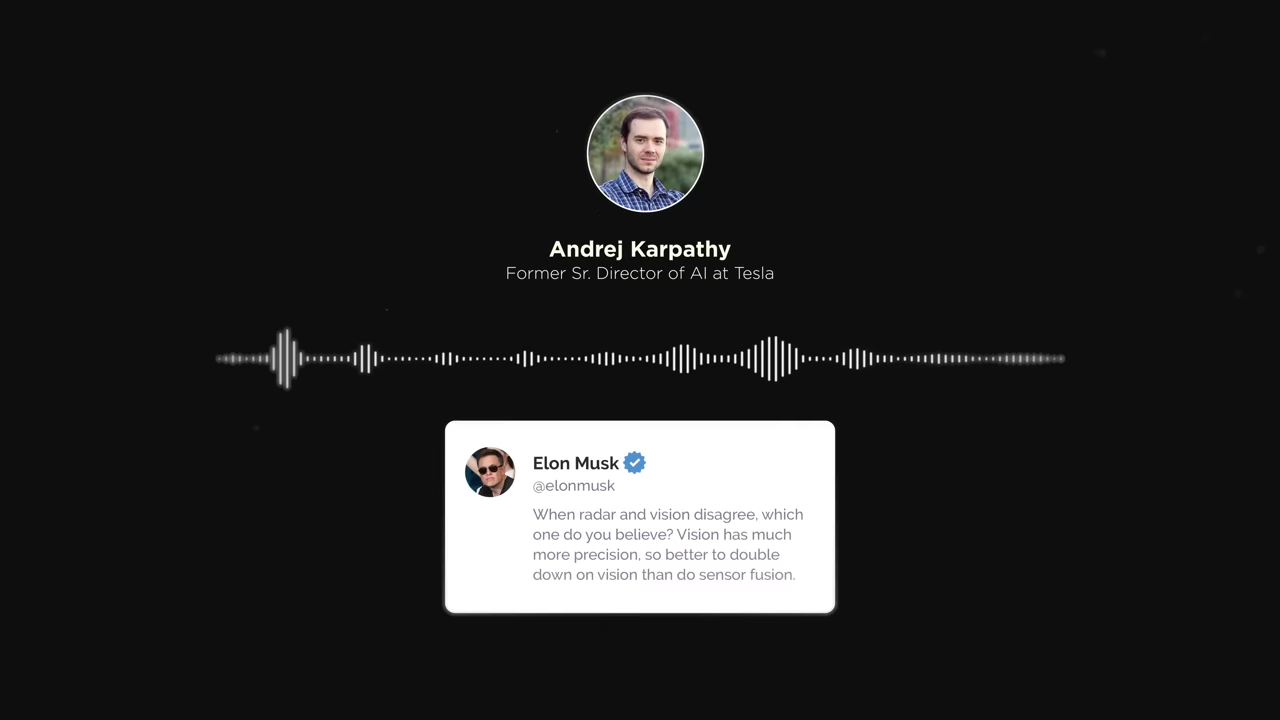 Andrej Karpathy
Former Sr. Director of AI at Tesla
Elon Musk
@elonmusk
When radar and vision disagree, which
one do you believe? Vision has much
more precision, so better to double
down on vision than do sensor fusion.